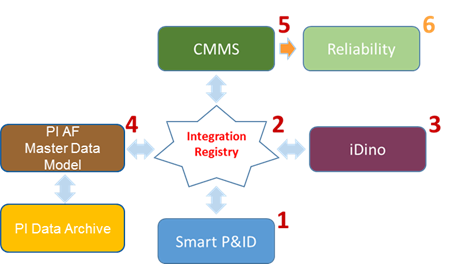 5
6
CMMS
Reliability
PI AF
Master Data
Model
4
Integration
Registry
2
3
iDino
PI Data Archive
1
Smart P&ID